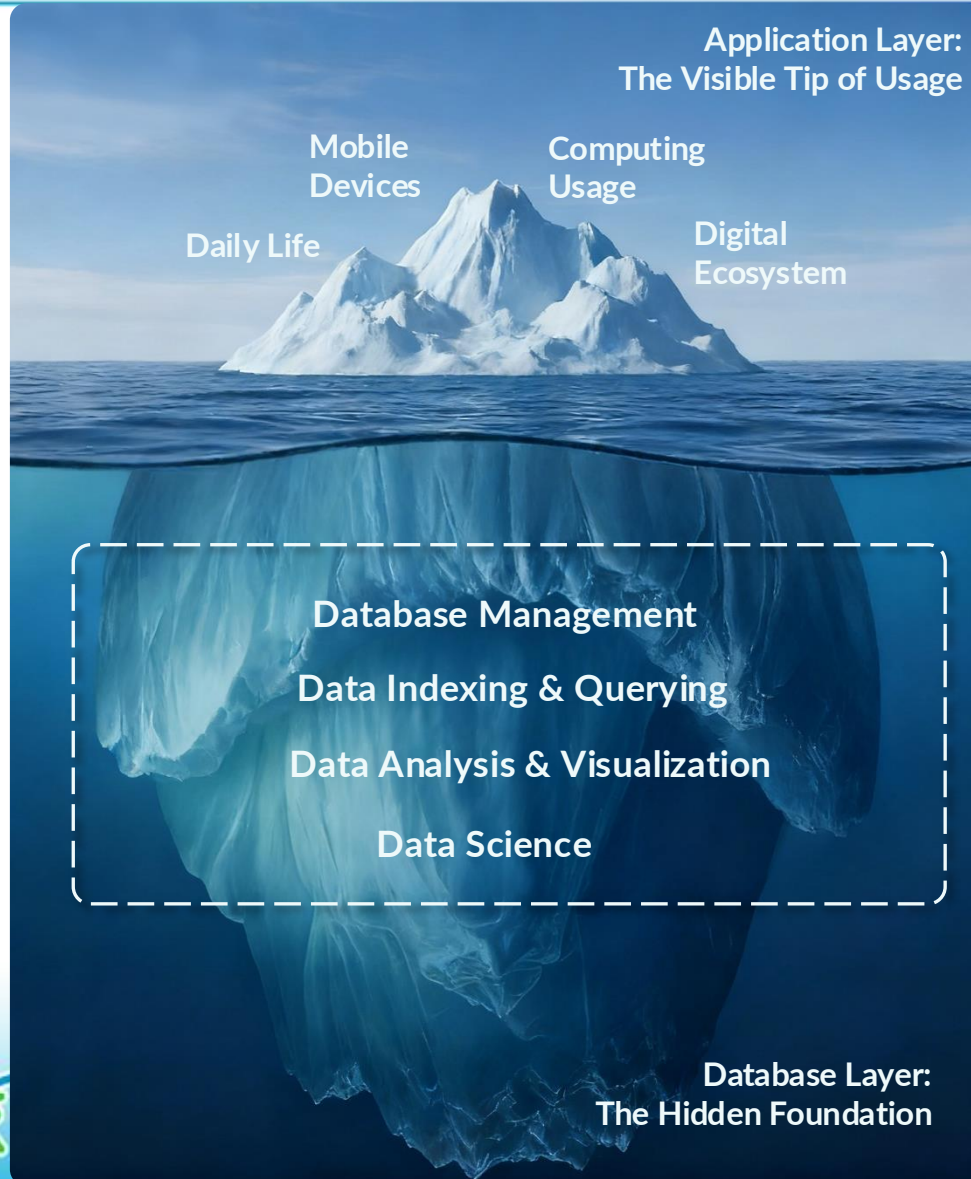 Application Layer:
The Visible Tip of Usage
Mobile
Devices
Computing
Usage
Daily Life
Digital
Ecosystem
Database Management
Data Indexing & Querying
Data Analysis & Visualization
Data Science
Database Layer:
The Hidden Foundation